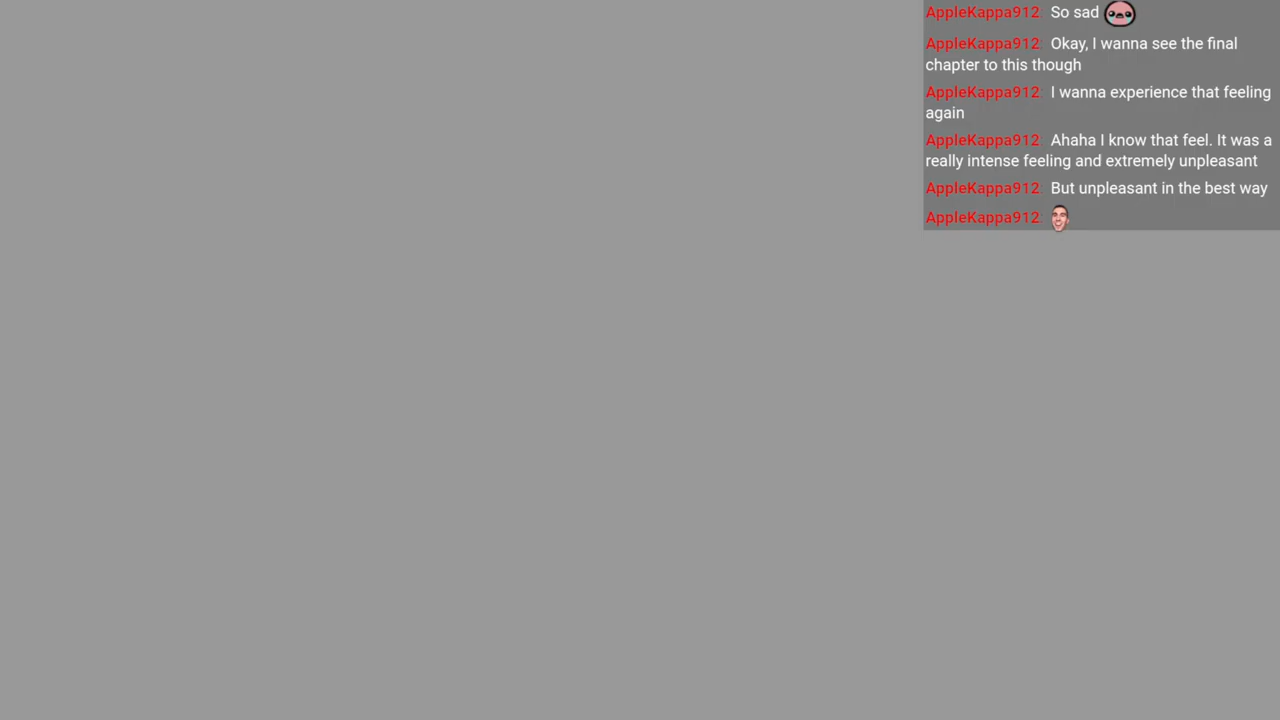 AppleKappa912: So sad
AppleKappa912: Okay, I wanna see the final
chapter to this though
AppleKappa912: I wanna experience that feeling
again
AppleKappa912: Ahaha I know that feel. It was a
really intense feeling and extremely unpleasant
AppleKappa912: But unpleasant in the best way
AppleKappa912: